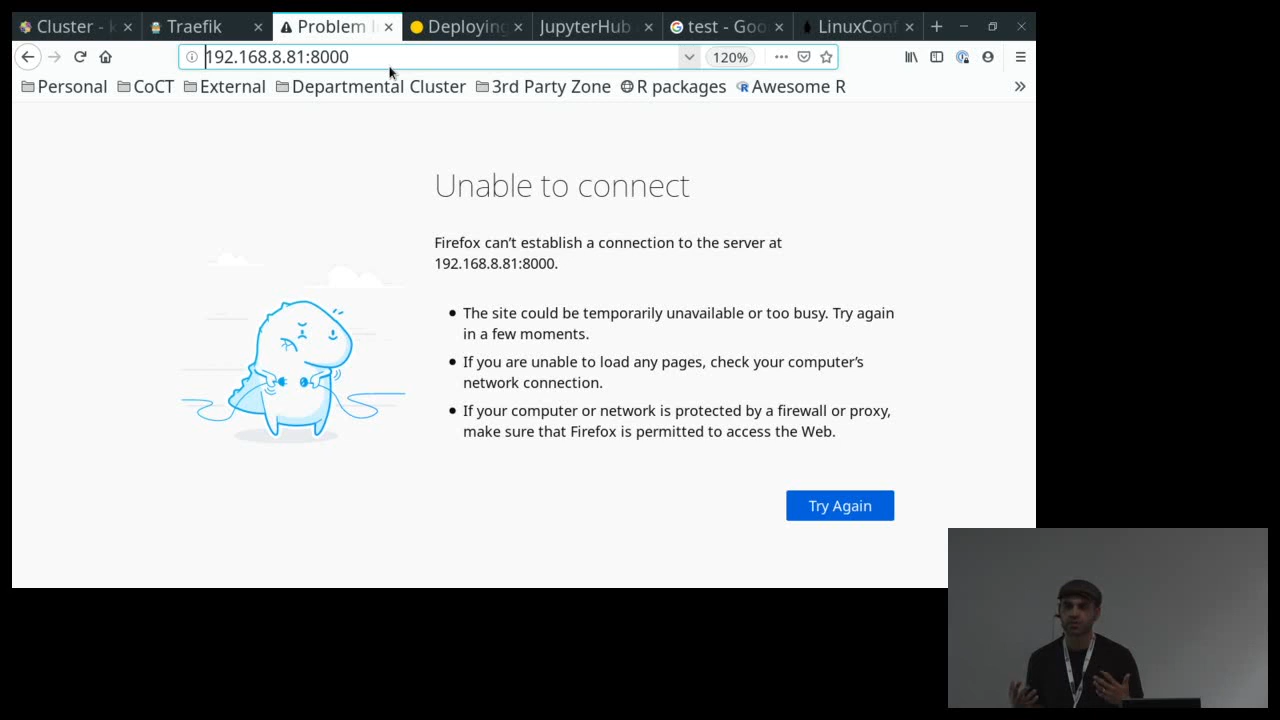 Cluster - k
Traefik
Problem l
Deploying
JupyterHub
test - Goo
LinuxConf
192.168.8.81:8000
120%
Personal
CoCT
External
Departmental Cluster
3rd Party Zone
R packages
Awesome R
Unable to connect
Firefox can’t establish a connection to the server at
192.168.8.81:8000.
The site could be temporarily unavailable or too busy. Try again
in a few moments.
If you are unable to load any pages, check your computer’s
network connection.
If your computer or network is protected by a firewall or proxy,
make sure that Firefox is permitted to access the Web.
Try Again